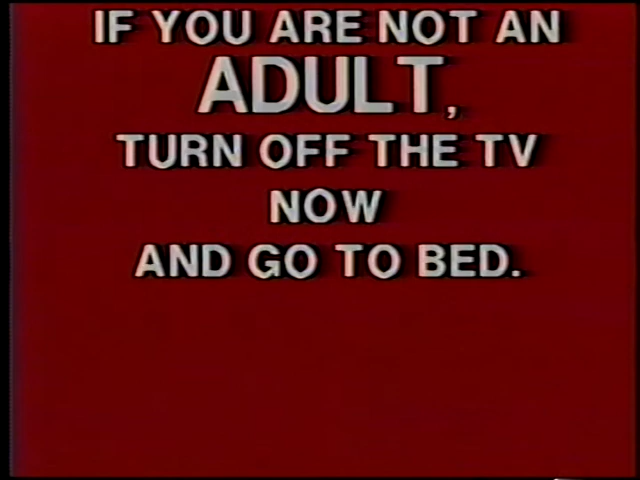 IF YOU ARE NOT AN
ADULT,
TURN OFF THE TV
NOW
AND GO TO BED.